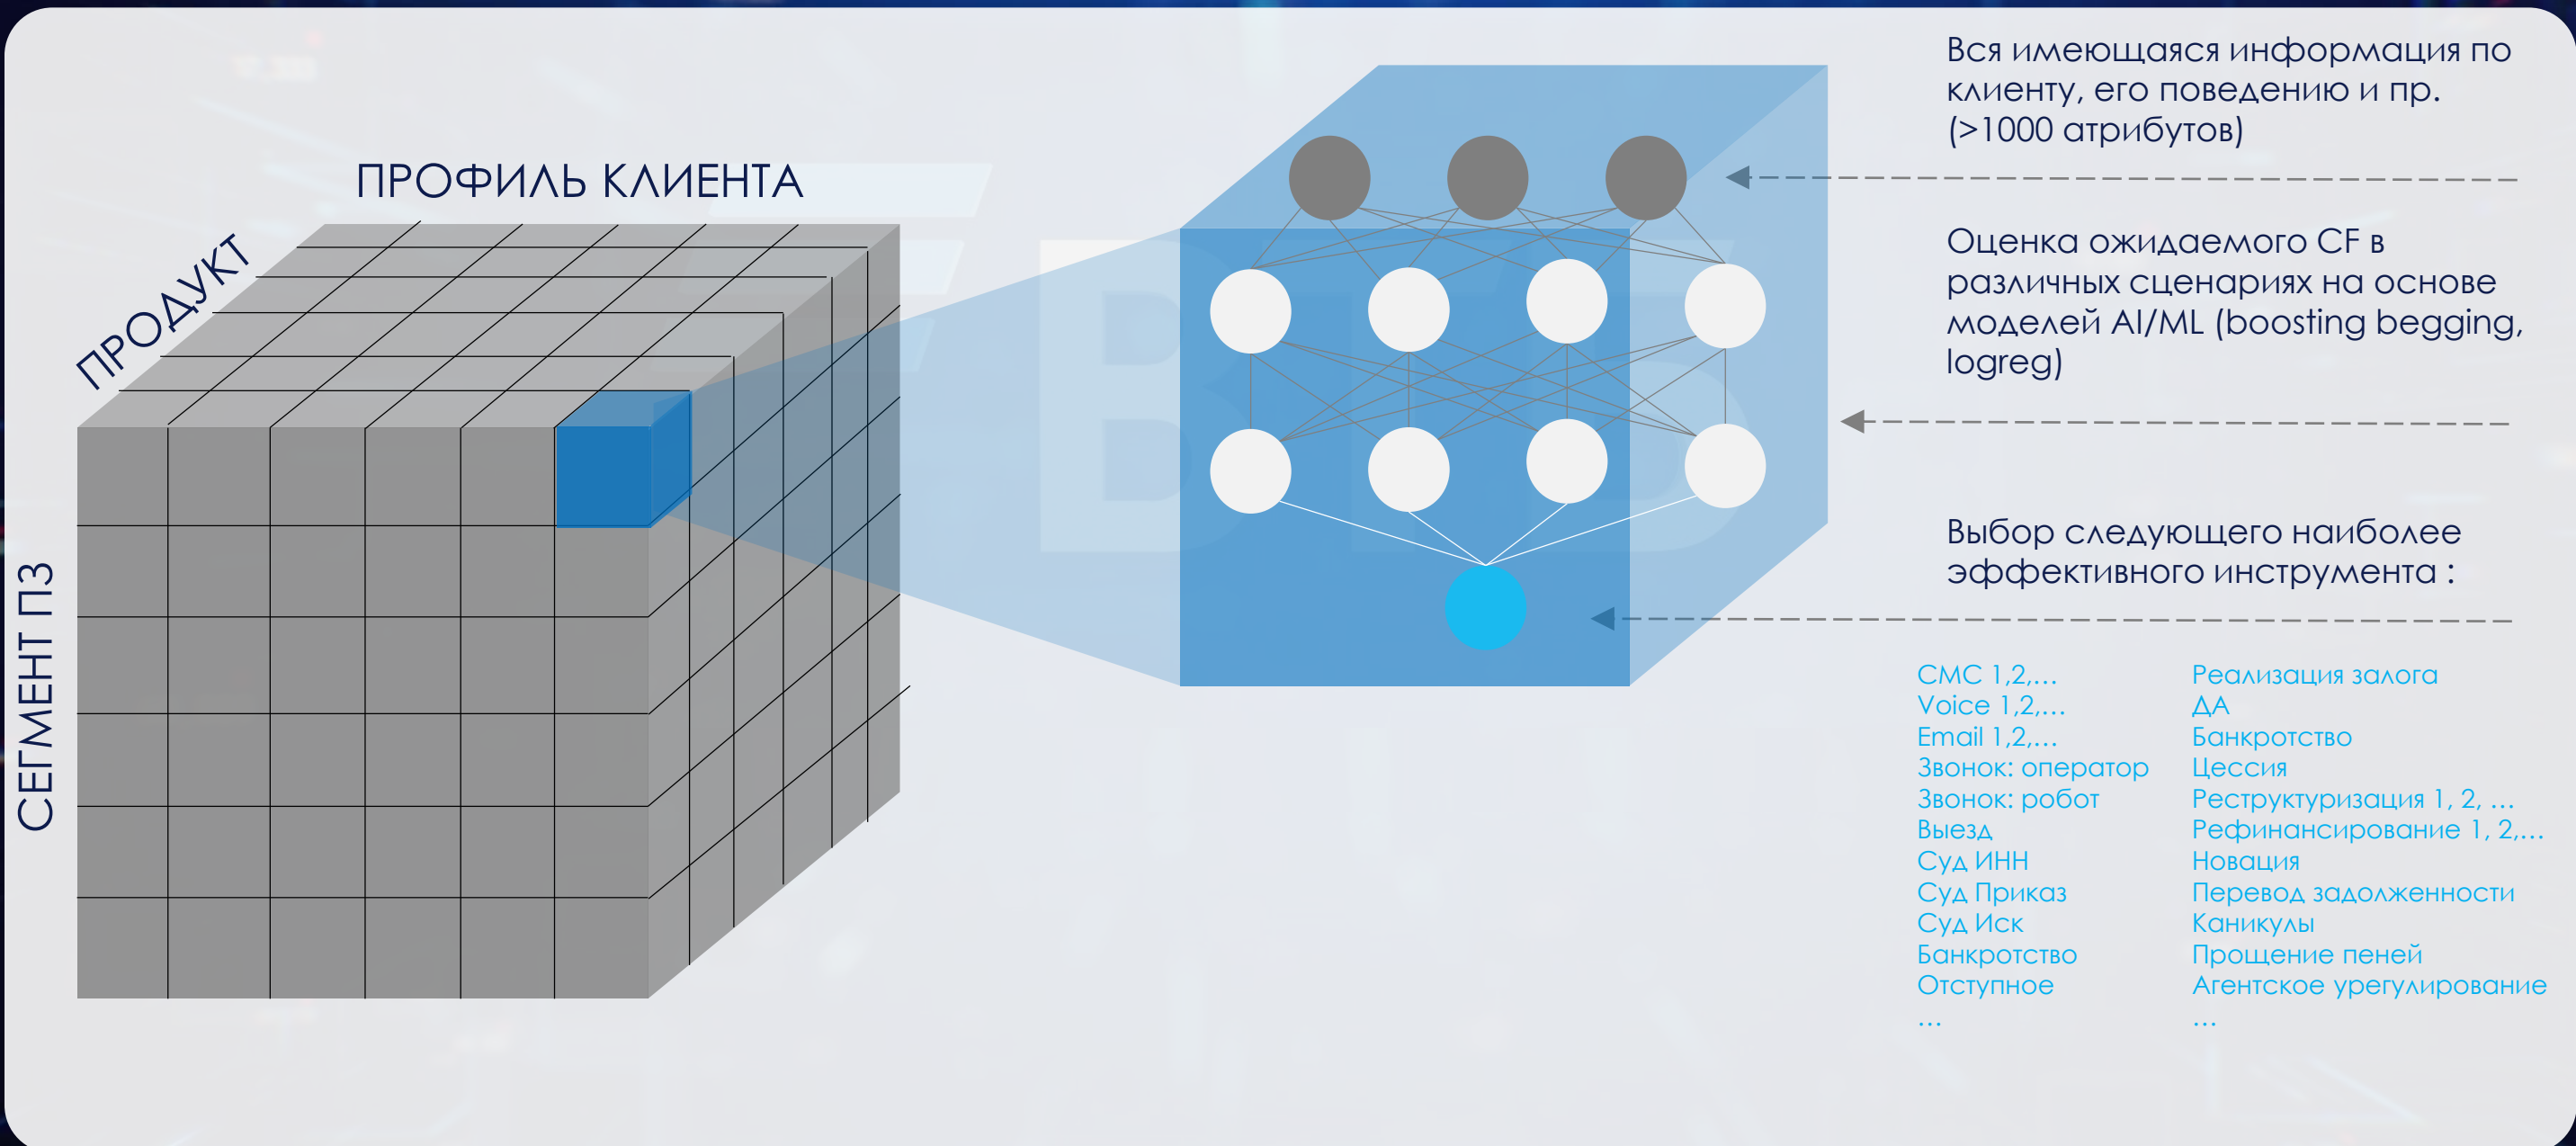 ПРОФИЛЬ КЛИЕНТА
ПРОДУКТ
СЕГМЕНТ ПЗ
ВТБ
Вся имеющаяся информация по
клиенту, его поведению и пр.
(>1000 атрибутов)
Оценка ожидаемого CF в
различных сценариях на основе
моделей AI/ML (boosting begging,
logreg)
Выбор следующего наиболее
эффективного инструмента :
СМС 1,2,...
Voice 1,2,...
Email 1,2,...
Звонок: оператор
Звонок: робот
Выезд
Суд ИНН
Суд Приказ
Суд Иск
Банкротство
Отступное
...
Реализация залога
ДА
Банкротство
Цессия
Реструктуризация 1, 2, ...
Рефинансирование 1, 2,...
Новация
Перевод задолженности
Каникулы
Прощение пеней
Агентское урегулирование
...